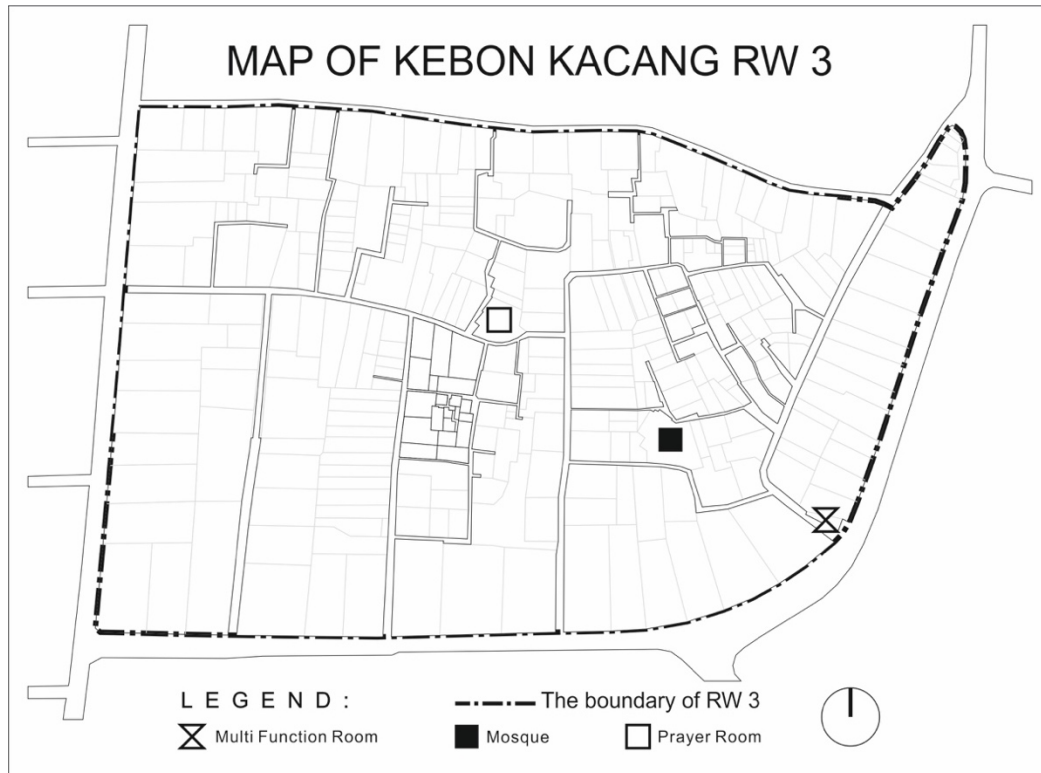 MAP OF KEBON KACANG RW 3
LEGEND:
The boundary of RW 3
Multi Function Room
Mosque
Prayer Room